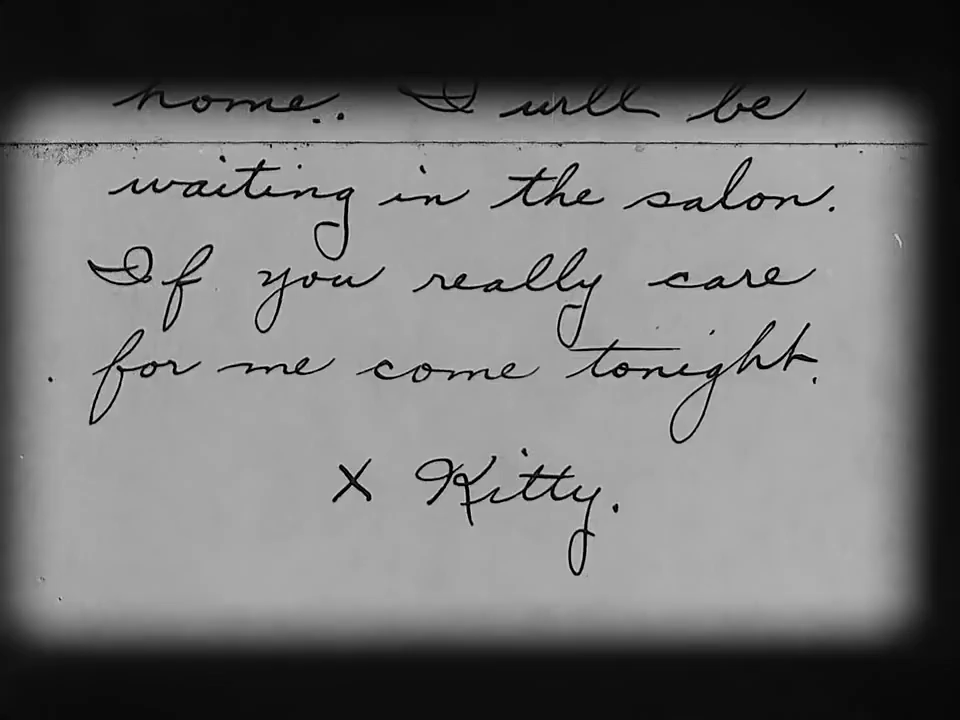 home.. I will be
waiting in the salon.
If you really care
for me come tonight.
X Kitty.